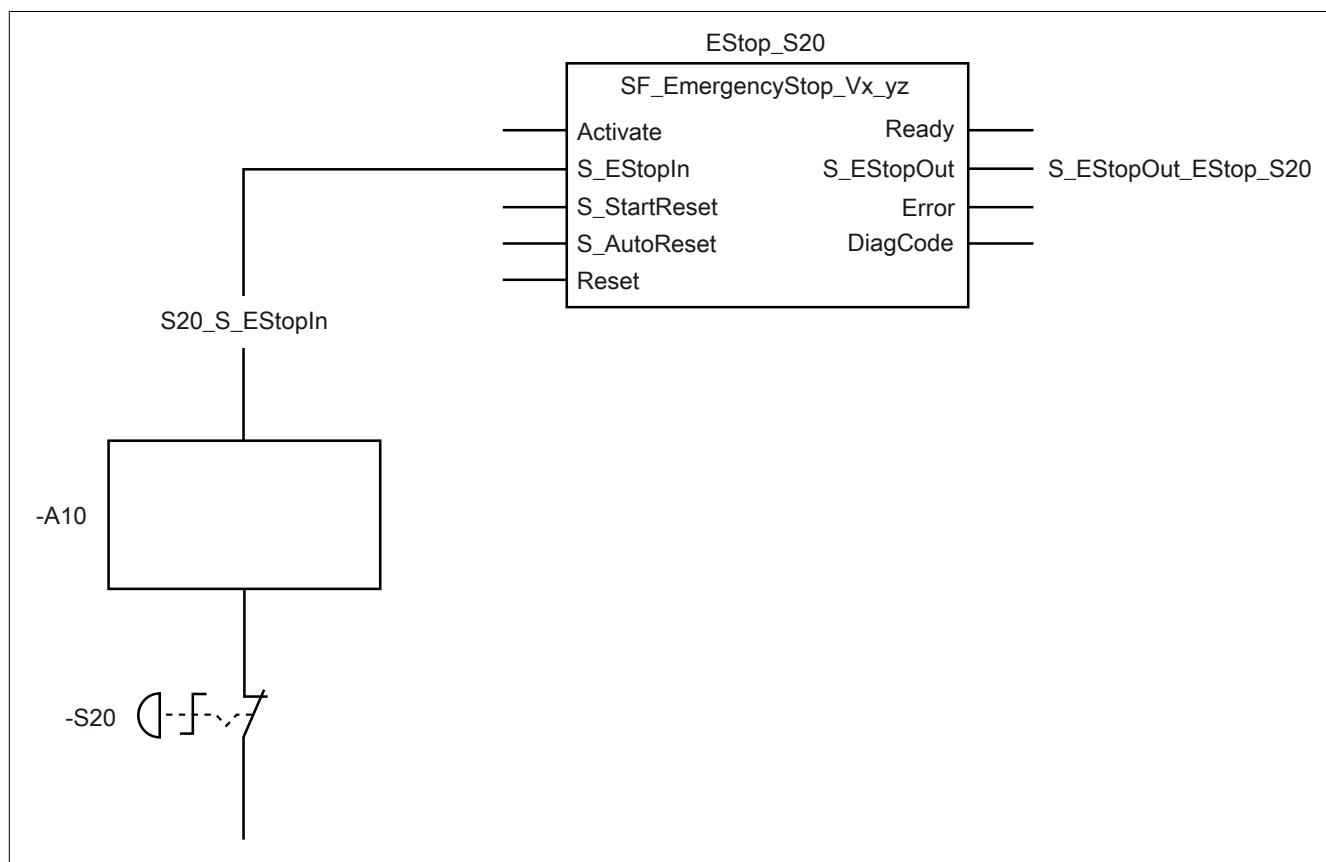 EStop_S20
SF_EmergencyStop_Vx_yz
Activate Ready
S_EStopIn S_EStopOut S_EStopOut_EStop_S20
S_StartReset Error
S_AutoReset DiagCode
Reset
S20_S_EStopIn
-A10
-S20